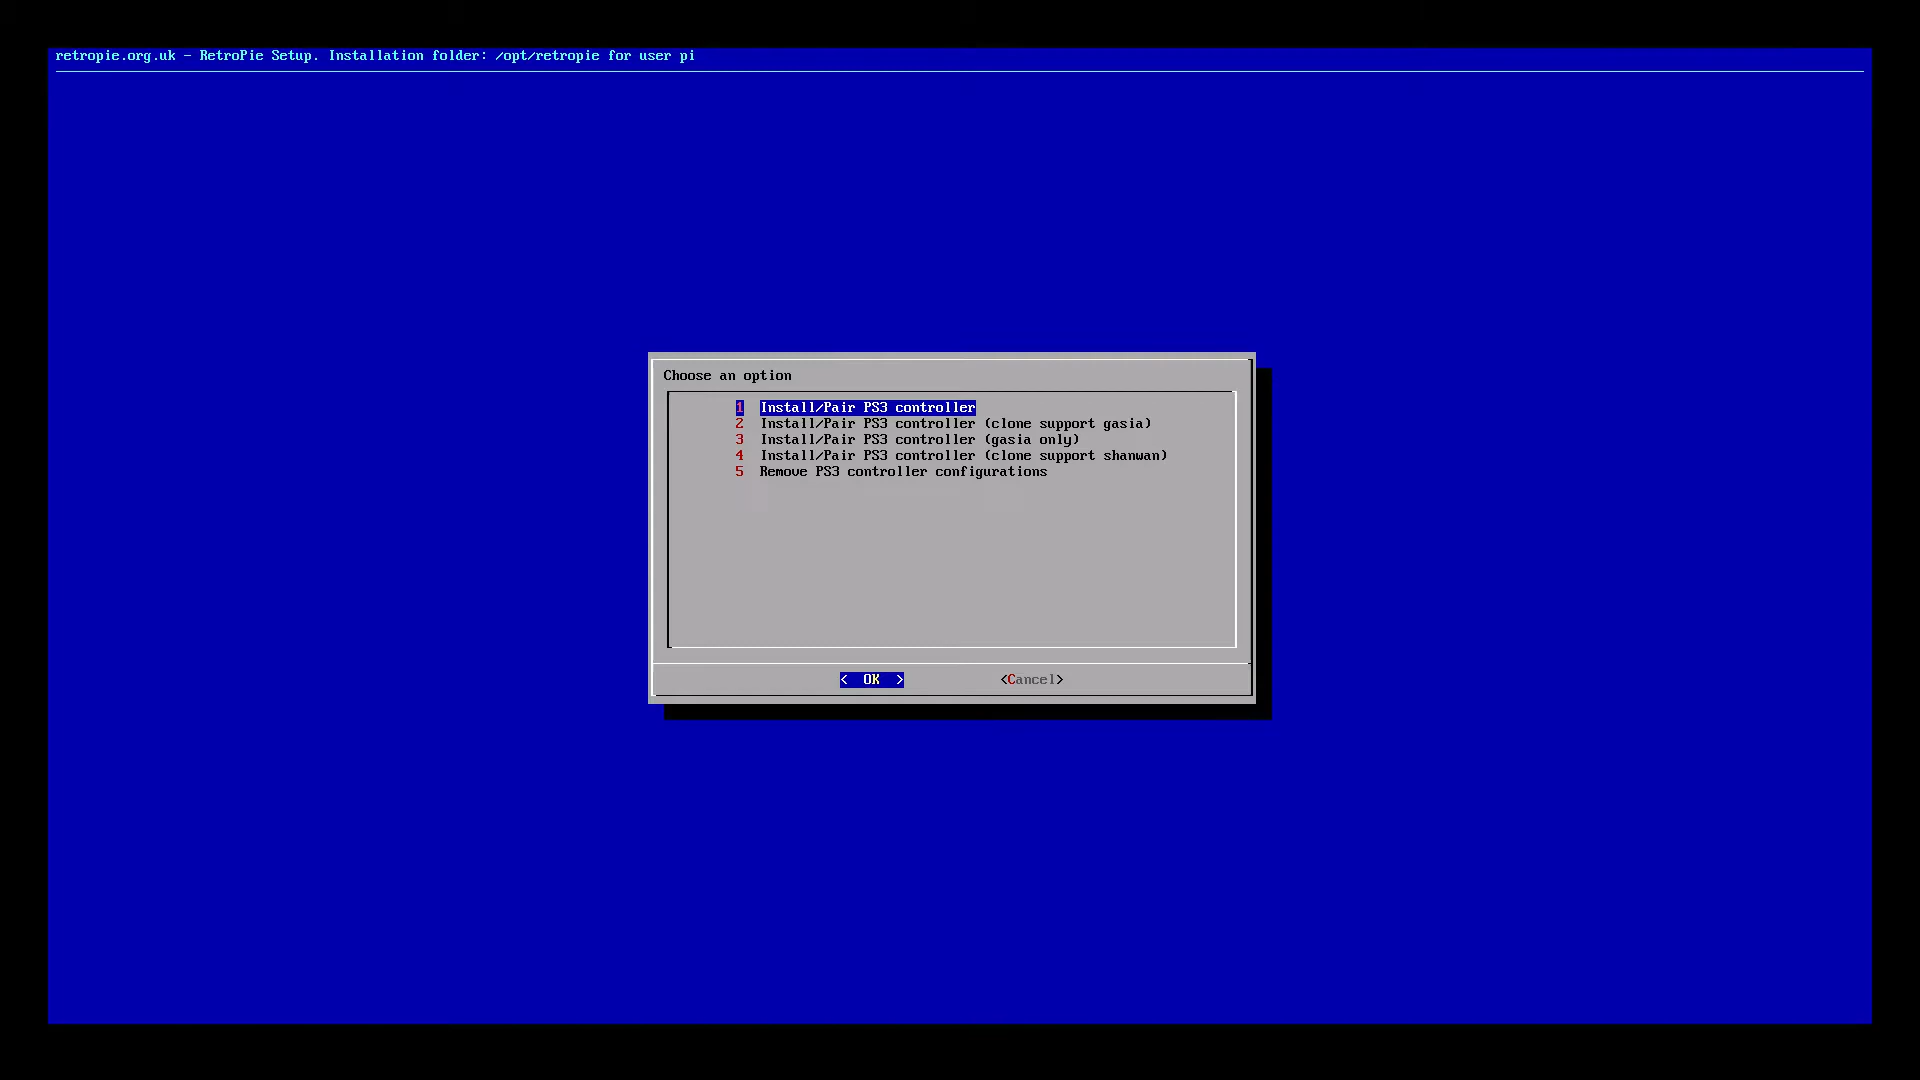 retropie.org.uk - RetroPie Setup. Installation folder: /opt/retropie for user pi
Choose an option
1 Install/Pair PS3 controller
2 Install/Pair PS3 controller (clone support gasia)
3 Install/Pair PS3 controller (gasia only)
4 Install/Pair PS3 controller (clone support shanwan)
5 Remove PS3 controller configurations
< OK > <Cancel>